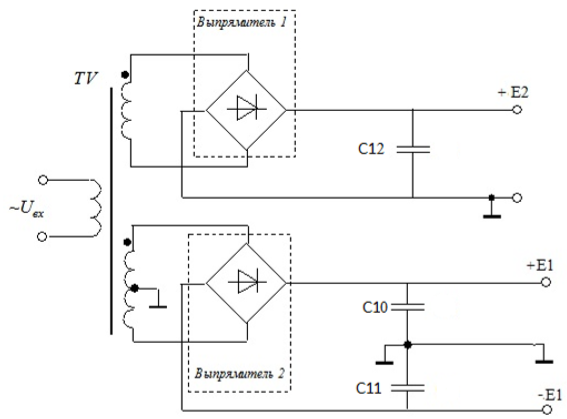 Выпрямитель 1
TV
+ E2
C12
~Uвх
+E1
C10
C11
Выпрямитель 2
-E1